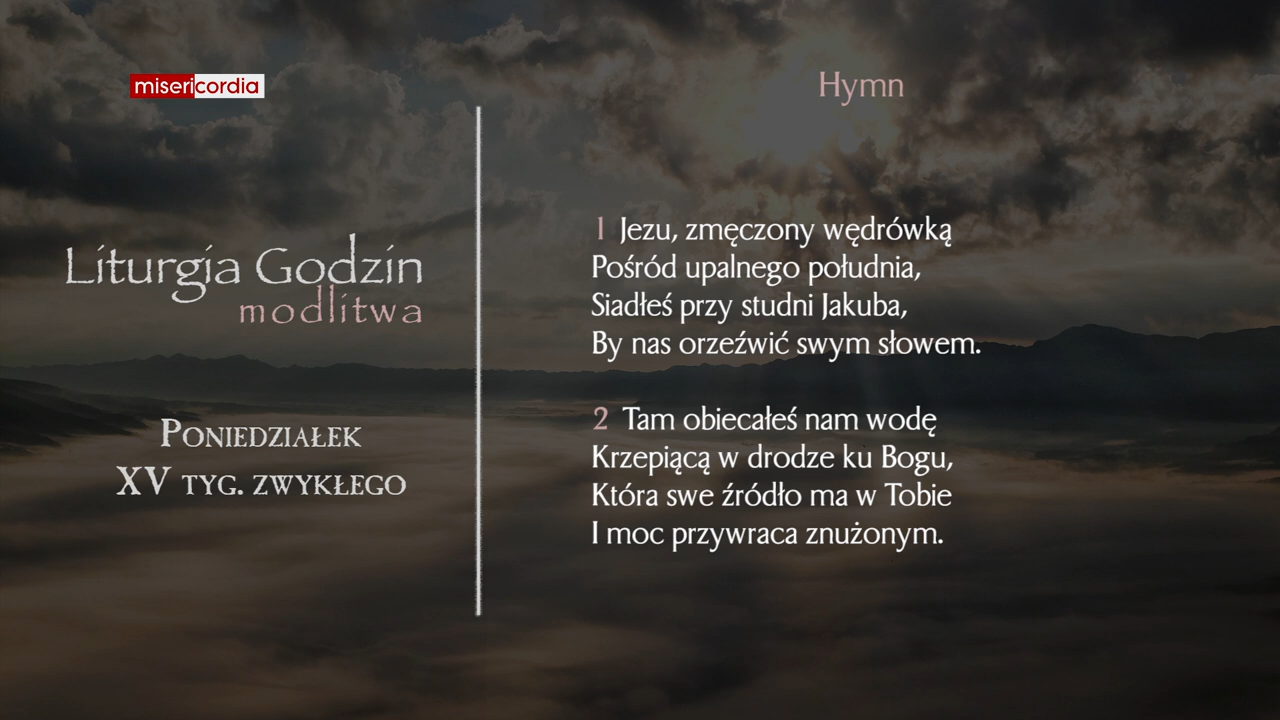 misericordia
Liturgia Godzin
modlitwa
Poniedziałek
XV tyg. zwykłego
Hymn
1 Jezu, zmęczony wędrówką
Pośród upalnego południa,
Siadłeś przy studni Jakuba,
By nas orzeźwić swym słowem.
2 Tam obiecałeś nam wodę
Krzepiącą w drodze ku Bogu,
Która swe źródło ma w Tobie
I moc przywraca znużonym.